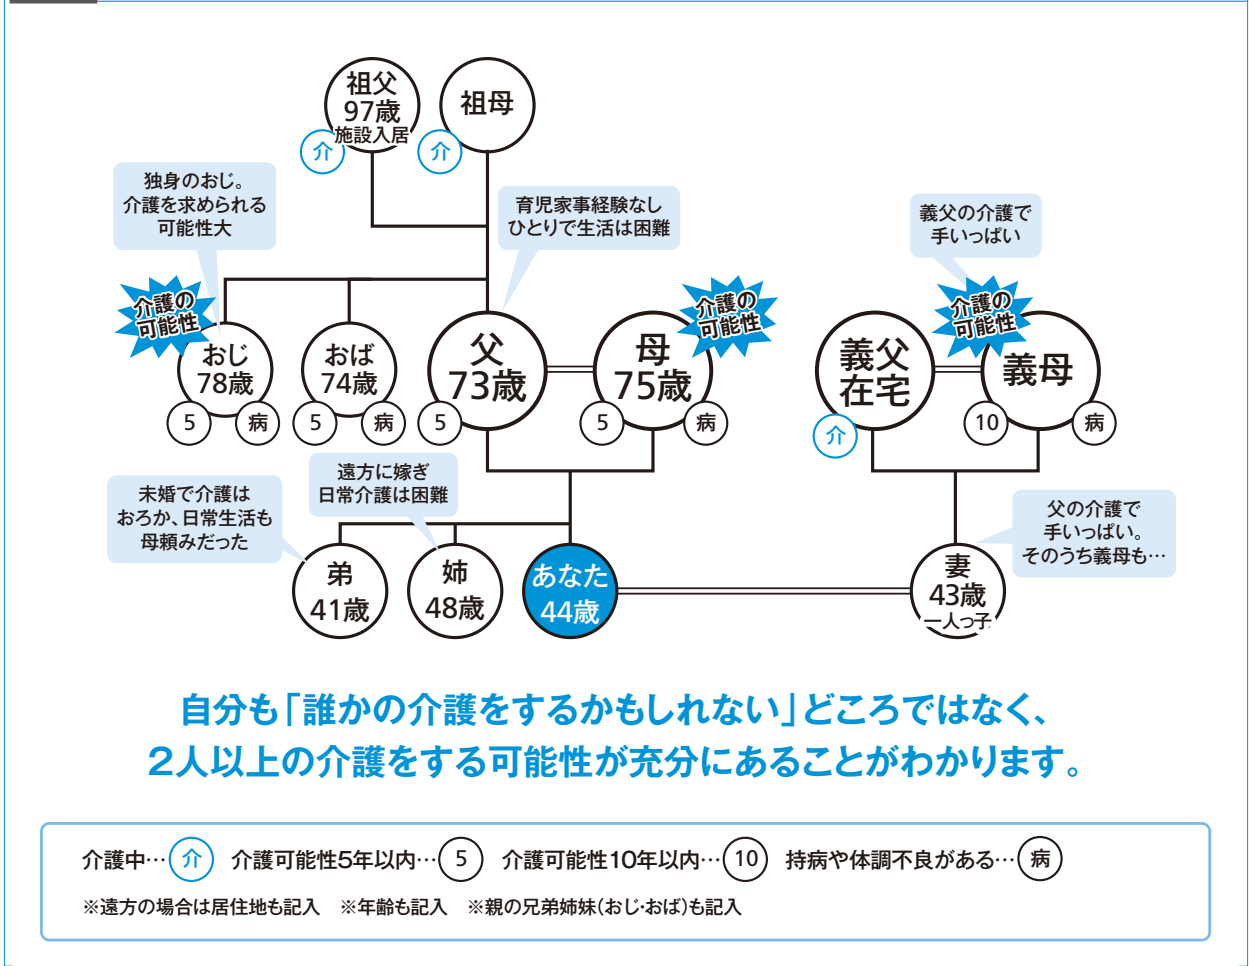 祖父
97歳
施設入居
介
祖母
介
独身のおじ。
介護を求められる
可能性大
育児家事経験なし
ひとりで生活は困難
義父の介護で
手いっぱい
介護の
可能性
おじ
78歳
5
病
おば
74歳
5
病
父
73歳
5
介護の
可能性
母
75歳
5
病
義父
在宅
介
介護の
可能性
義母
10
病
未婚で介護は
おろか、日常生活も
母頼みだった
遠方に嫁ぎ
日常介護は困難
父の介護で
手いっぱい。
そのうち義母も…
弟
41歳
姉
48歳
あなた
44歳
妻
43歳
一人っ子
自分も「誰かの介護をするかもしれない」どころではなく、
2人以上の介護をする可能性が充分にあることがわかります。
介護中…介 介護可能性5年以内…5 介護可能性10年以内…10 持病や体調不良がある…病
※遠方の場合は居住地も記入 ※年齢も記入 ※親の兄弟姉妹(おじ・おば)も記入